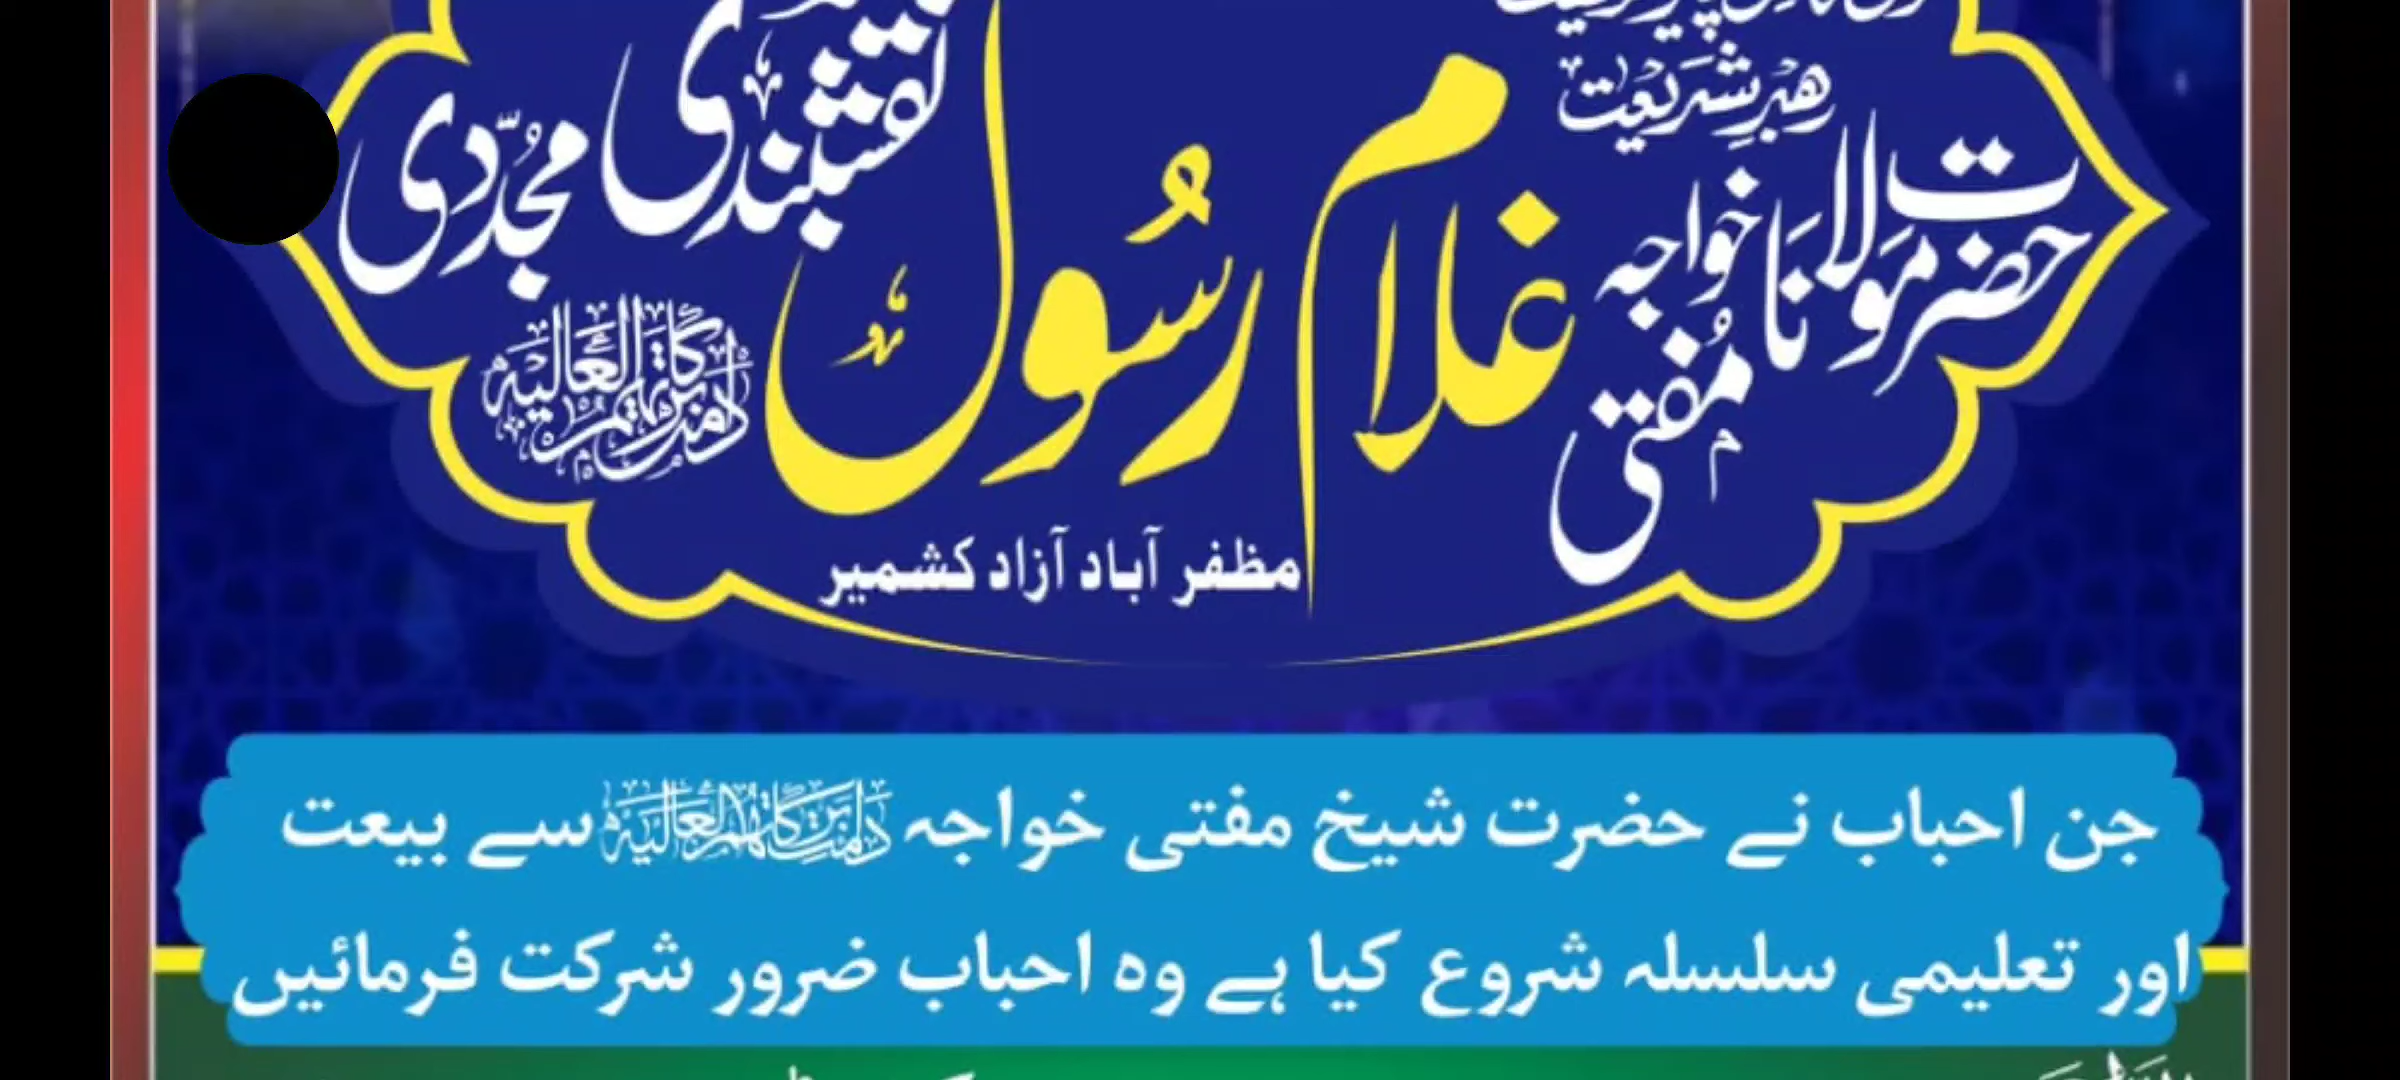 رہبرِ شریعت
حضرت مولانا خواجہ مفتی
غلام رسول
نقشبندی مجددی
دامت برکاتہم العالیہ
مظفر آباد آزاد کشمیر
جن احباب نے حضرت شیخ مفتی خواجہ دامت برکاتہم العالیہ سے بیعت
اور تعلیمی سلسلہ شروع کیا ہے وہ احباب ضرور شرکت فرمائیں